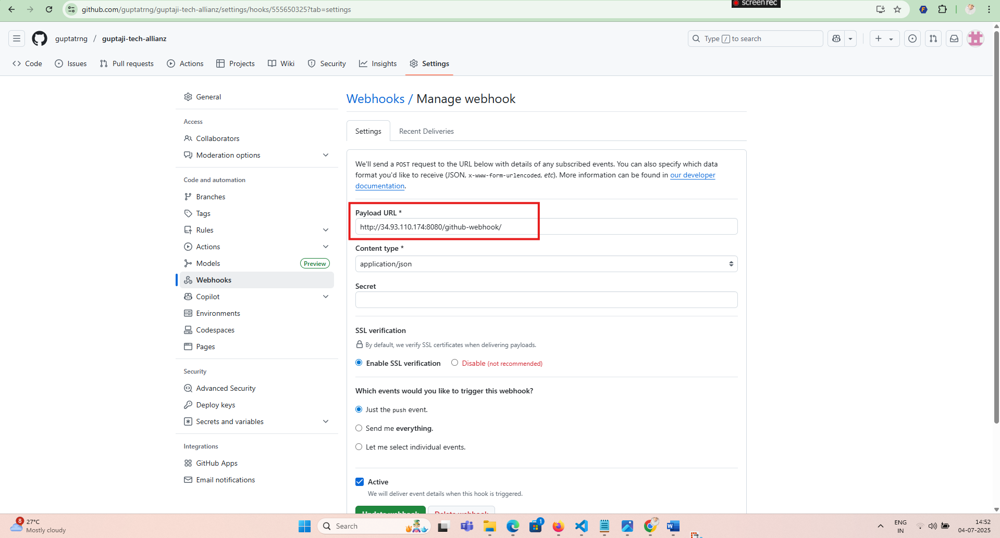 github.com/guptatrng/guptaji-tech-allianz/settings/hooks/555650325?tab=settings
screenrec
guptatrng / guptaji-tech-allianz
Type / to search
Code
Issues
Pull requests
Actions
Projects
Wiki
Security
Insights
Settings
General
Access
Collaborators
Moderation options
Code and automation
Branches
Tags
Rules
Actions
Models
Preview
Webhooks
Copilot
Environments
Codespaces
Pages
Security
Advanced Security
Deploy keys
Secrets and variables
Integrations
GitHub Apps
Email notifications
Webhooks / Manage webhook
Settings
Recent Deliveries
We'll send a POST request to the URL below with details of any subscribed events. You can also specify which data
format you'd like to receive (JSON, x-www-form-urlencoded, etc). More information can be found in our developer
documentation.
Payload URL *
http://34.93.110.174:8080/github-webhook/
Content type *
application/json
Secret
SSL verification
By default, we verify SSL certificates when delivering payloads.
Enable SSL verification
Disable (not recommended)
Which events would you like to trigger this webhook?
Just the push event.
Send me everything.
Let me select individual events.
Active
We will deliver event details when this hook is triggered.
Update webhook
Delete webhook
8
27°C
Mostly cloudy
Search
1
ENG
IN
14:52
04-07-2025